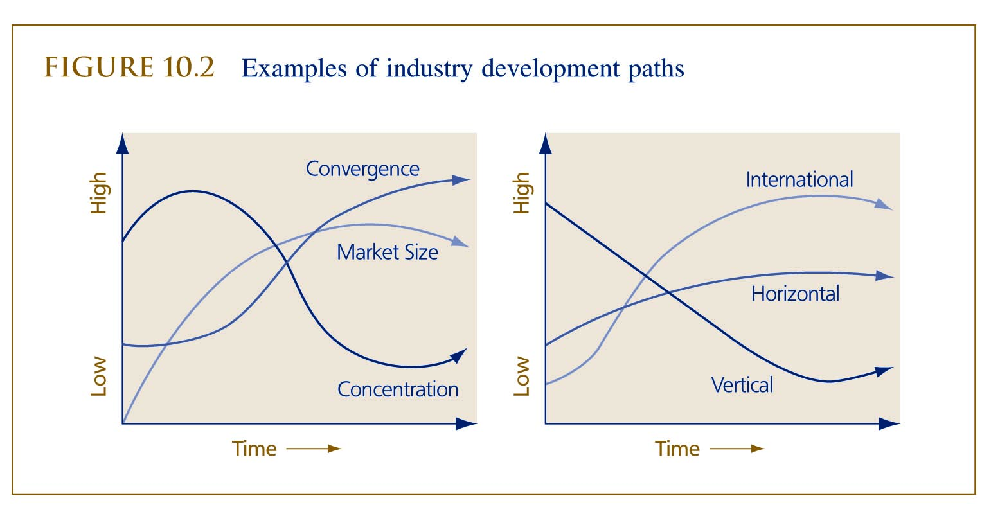 FIGURE 10.2 Examples of industry development paths
High
Low
Convergence
Market Size
Concentration
Time
High
Low
International
Horizontal
Vertical
Time